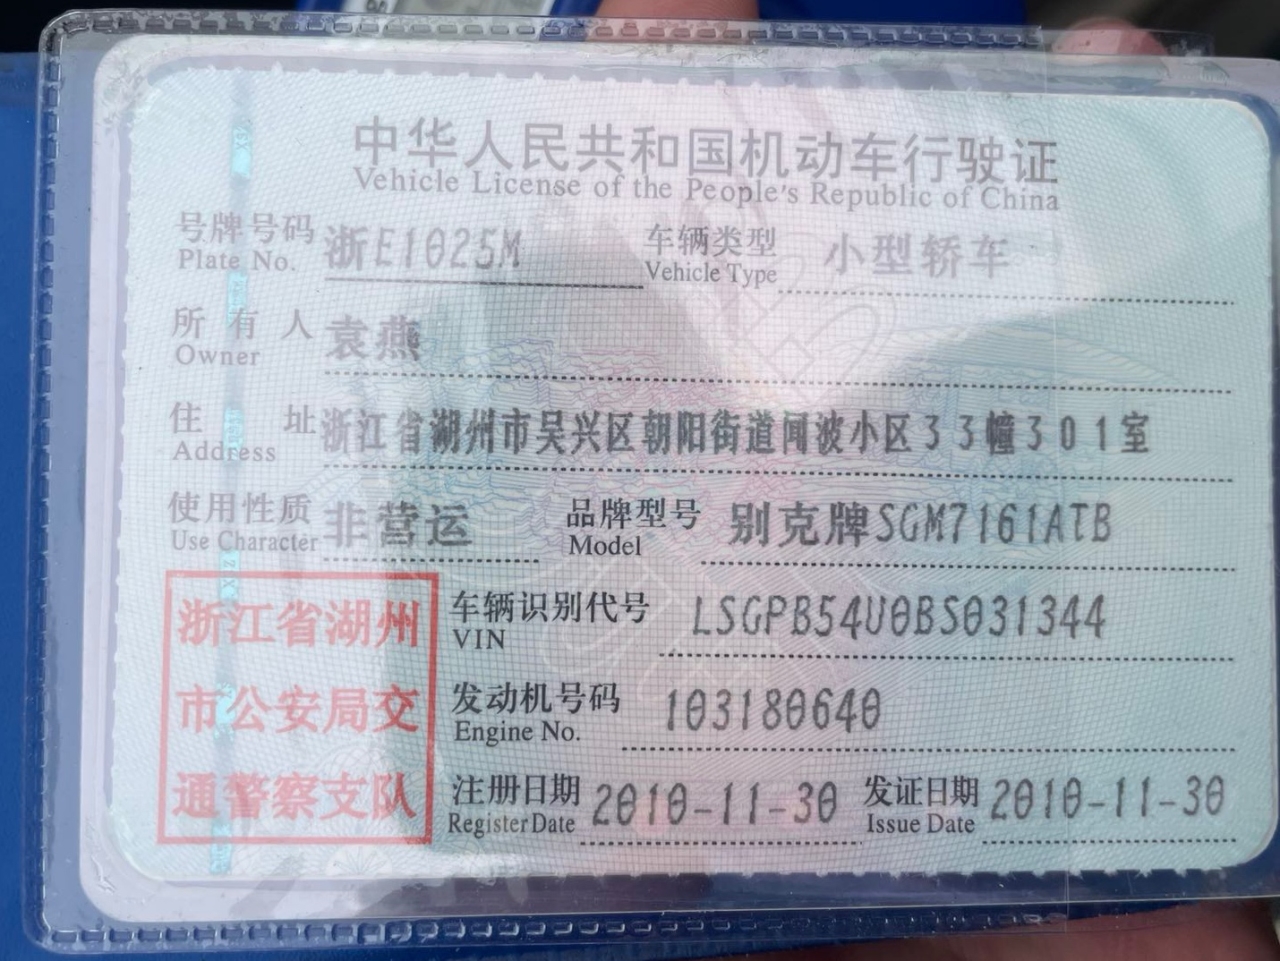 中华人民共和国机动车行驶证
Vehicle License of the People's Republic of China
号牌号码 浙E1025M 车辆类型 小型轿车
Plate No. Vehicle Type
所有人 袁燕
Owner
住址 浙江省湖州市吴兴区朝阳街道闻波小区33幢301室
Address
使用性质 非营运 品牌型号 别克牌SGM7161ATB
Use Character Model
浙江省湖州
市公安局交
通警察支队
车辆识别代号 LSGPB54U0BS031344
VIN
发动机号码 103180640
Engine No.
注册日期 2010-11-30 发证日期 2010-11-30
Register Date Issue Date